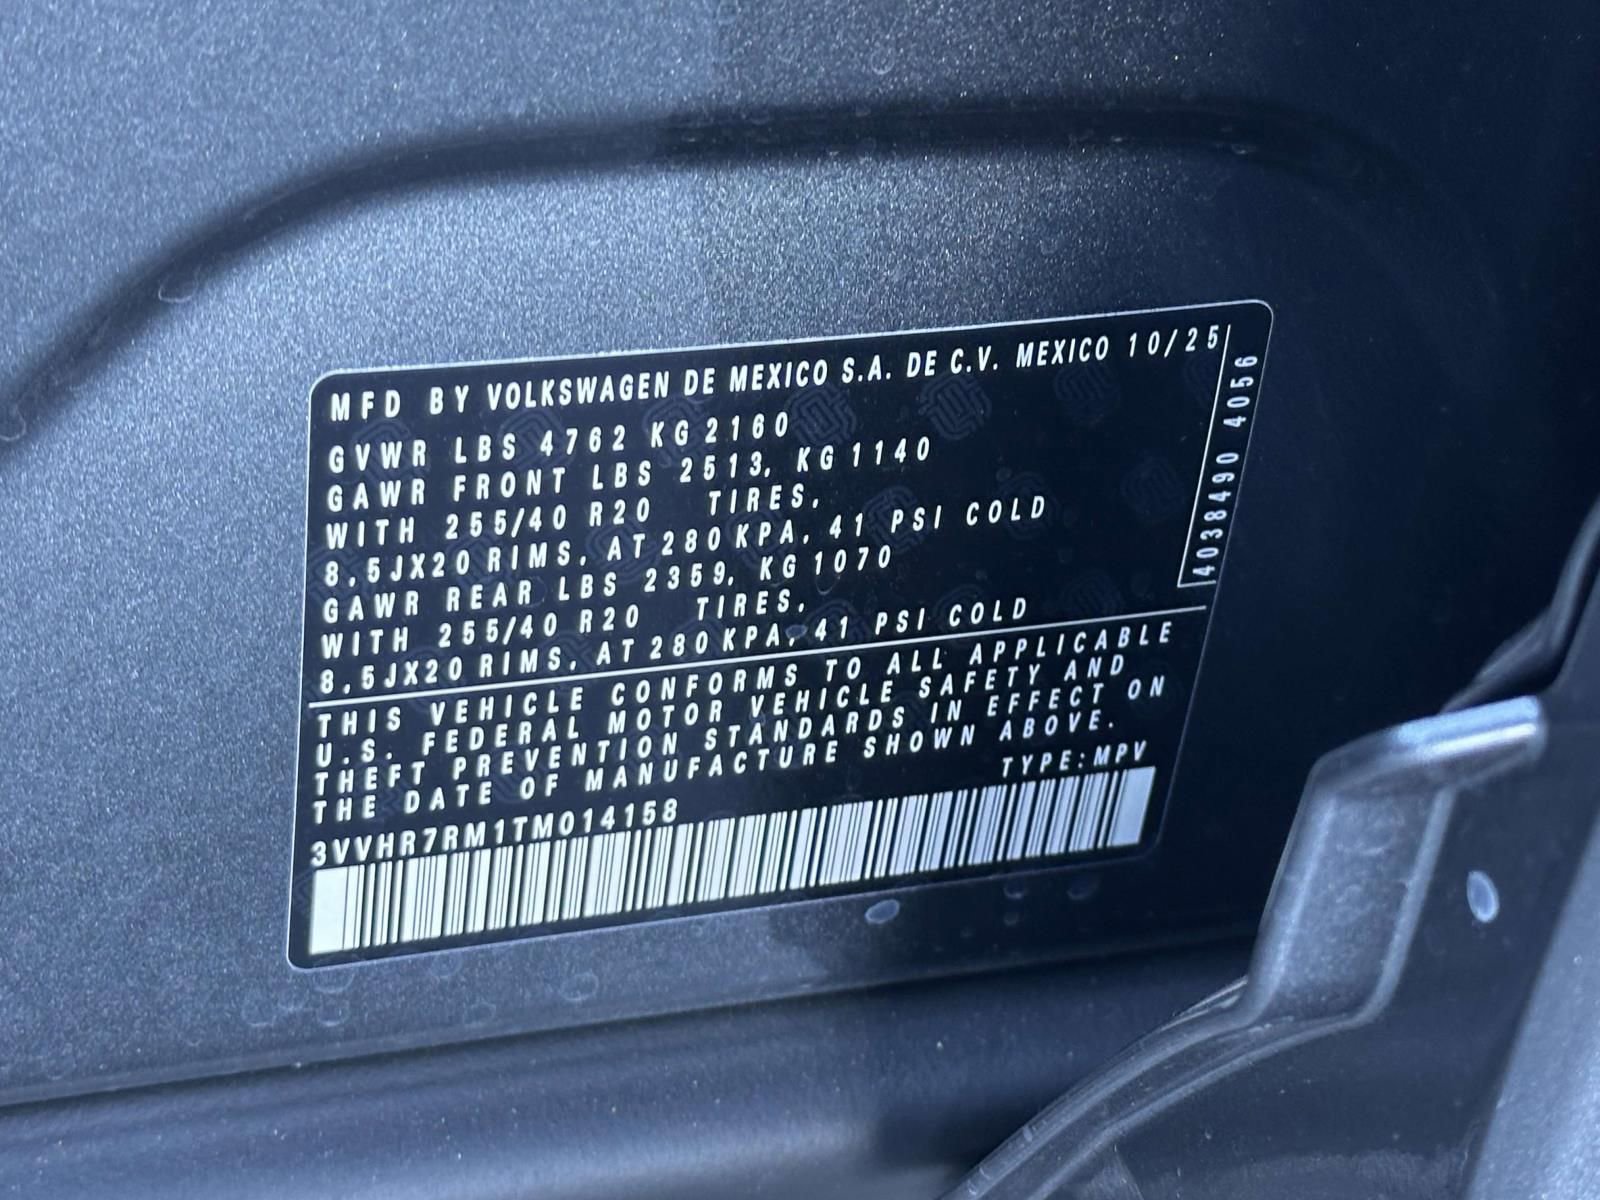 MFD BY VOLKSWAGEN DE MEXICO S.A. DE C.V. MEXICO 10/25
GVWR LBS 4762 KG 2160
GAWR FRONT LBS 2513, KG 1140
WITH 255/40 R20 TIRES,
8,5JX20 RIMS, AT 280 KPA, 41 PSI COLD
GAWR REAR LBS 2359, KG 1070
WITH 255/40 R20 TIRES,
8,5JX20 RIMS, AT 280 KPA, 41 PSI COLD
4038490 4056
THIS VEHICLE CONFORMS TO ALL APPLICABLE
U.S. FEDERAL MOTOR VEHICLE SAFETY AND
THEFT PREVENTION STANDARDS IN EFFECT ON
THE DATE OF MANUFACTURE SHOWN ABOVE.
TYPE:MPV
3VVHR7RM1TM014158